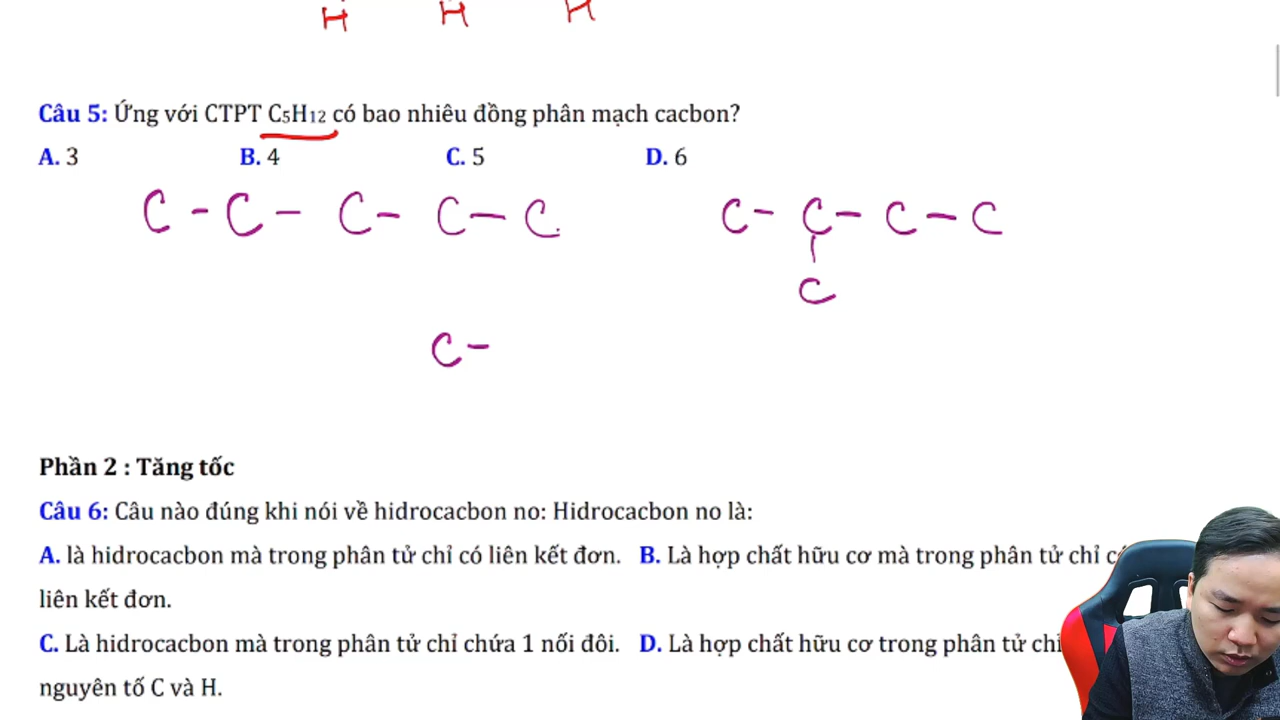 H H H
Câu 5: Ứng với CTPT C5H12 có bao nhiêu đồng phân mạch cacbon?
A. 3 B. 4 C. 5 D. 6
C - C - C - C - C C - C - C - C
C
C -
Phần 2 : Tăng tốc
Câu 6: Câu nào đúng khi nói về hidrocacbon no: Hidrocacbon no là:
A. là hidrocacbon mà trong phân tử chỉ có liên kết đơn. B. Là hợp chất hữu cơ mà trong phân tử chỉ
liên kết đơn.
C. Là hidrocacbon mà trong phân tử chỉ chứa 1 nối đôi. D. Là hợp chất hữu cơ trong phân tử chỉ
nguyên tố C và H.